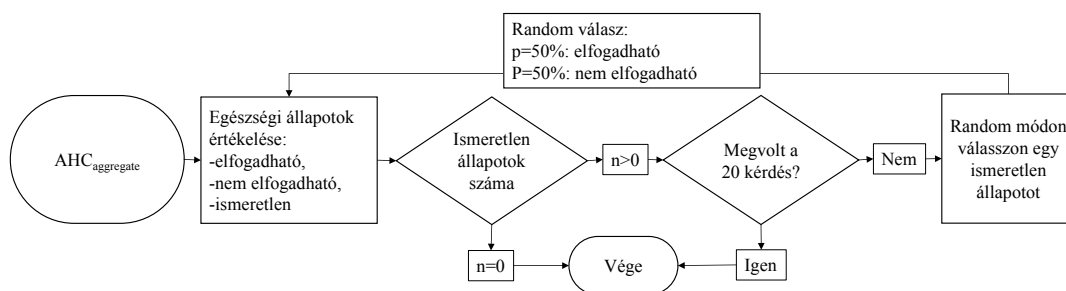 Random válasz:
p=50%: elfogadható
P=50%: nem elfogadható
AHCaggregate
Egészségi állapotok
értékelése:
-elfogadható,
-nem elfogadható,
-ismeretlen
Ismeretlen
állapotok
száma
n>0
Megvolt a
20 kérdés?
Nem
Random módon
válasszon egy
ismeretlen
állapotot
n=0
Vége
Igen